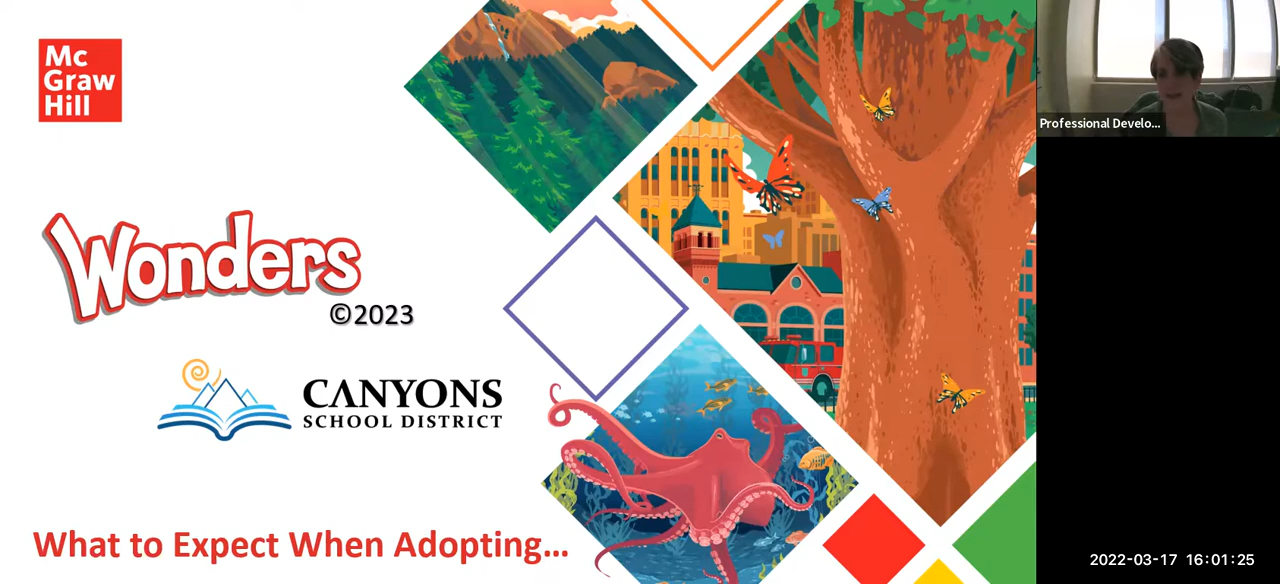 Mc
Graw
Hill
Wonders
©2023
CANYONS
SCHOOL DISTRICT
What to Expect When Adopting...
Professional Develo...
2022-03-17 16:01:25